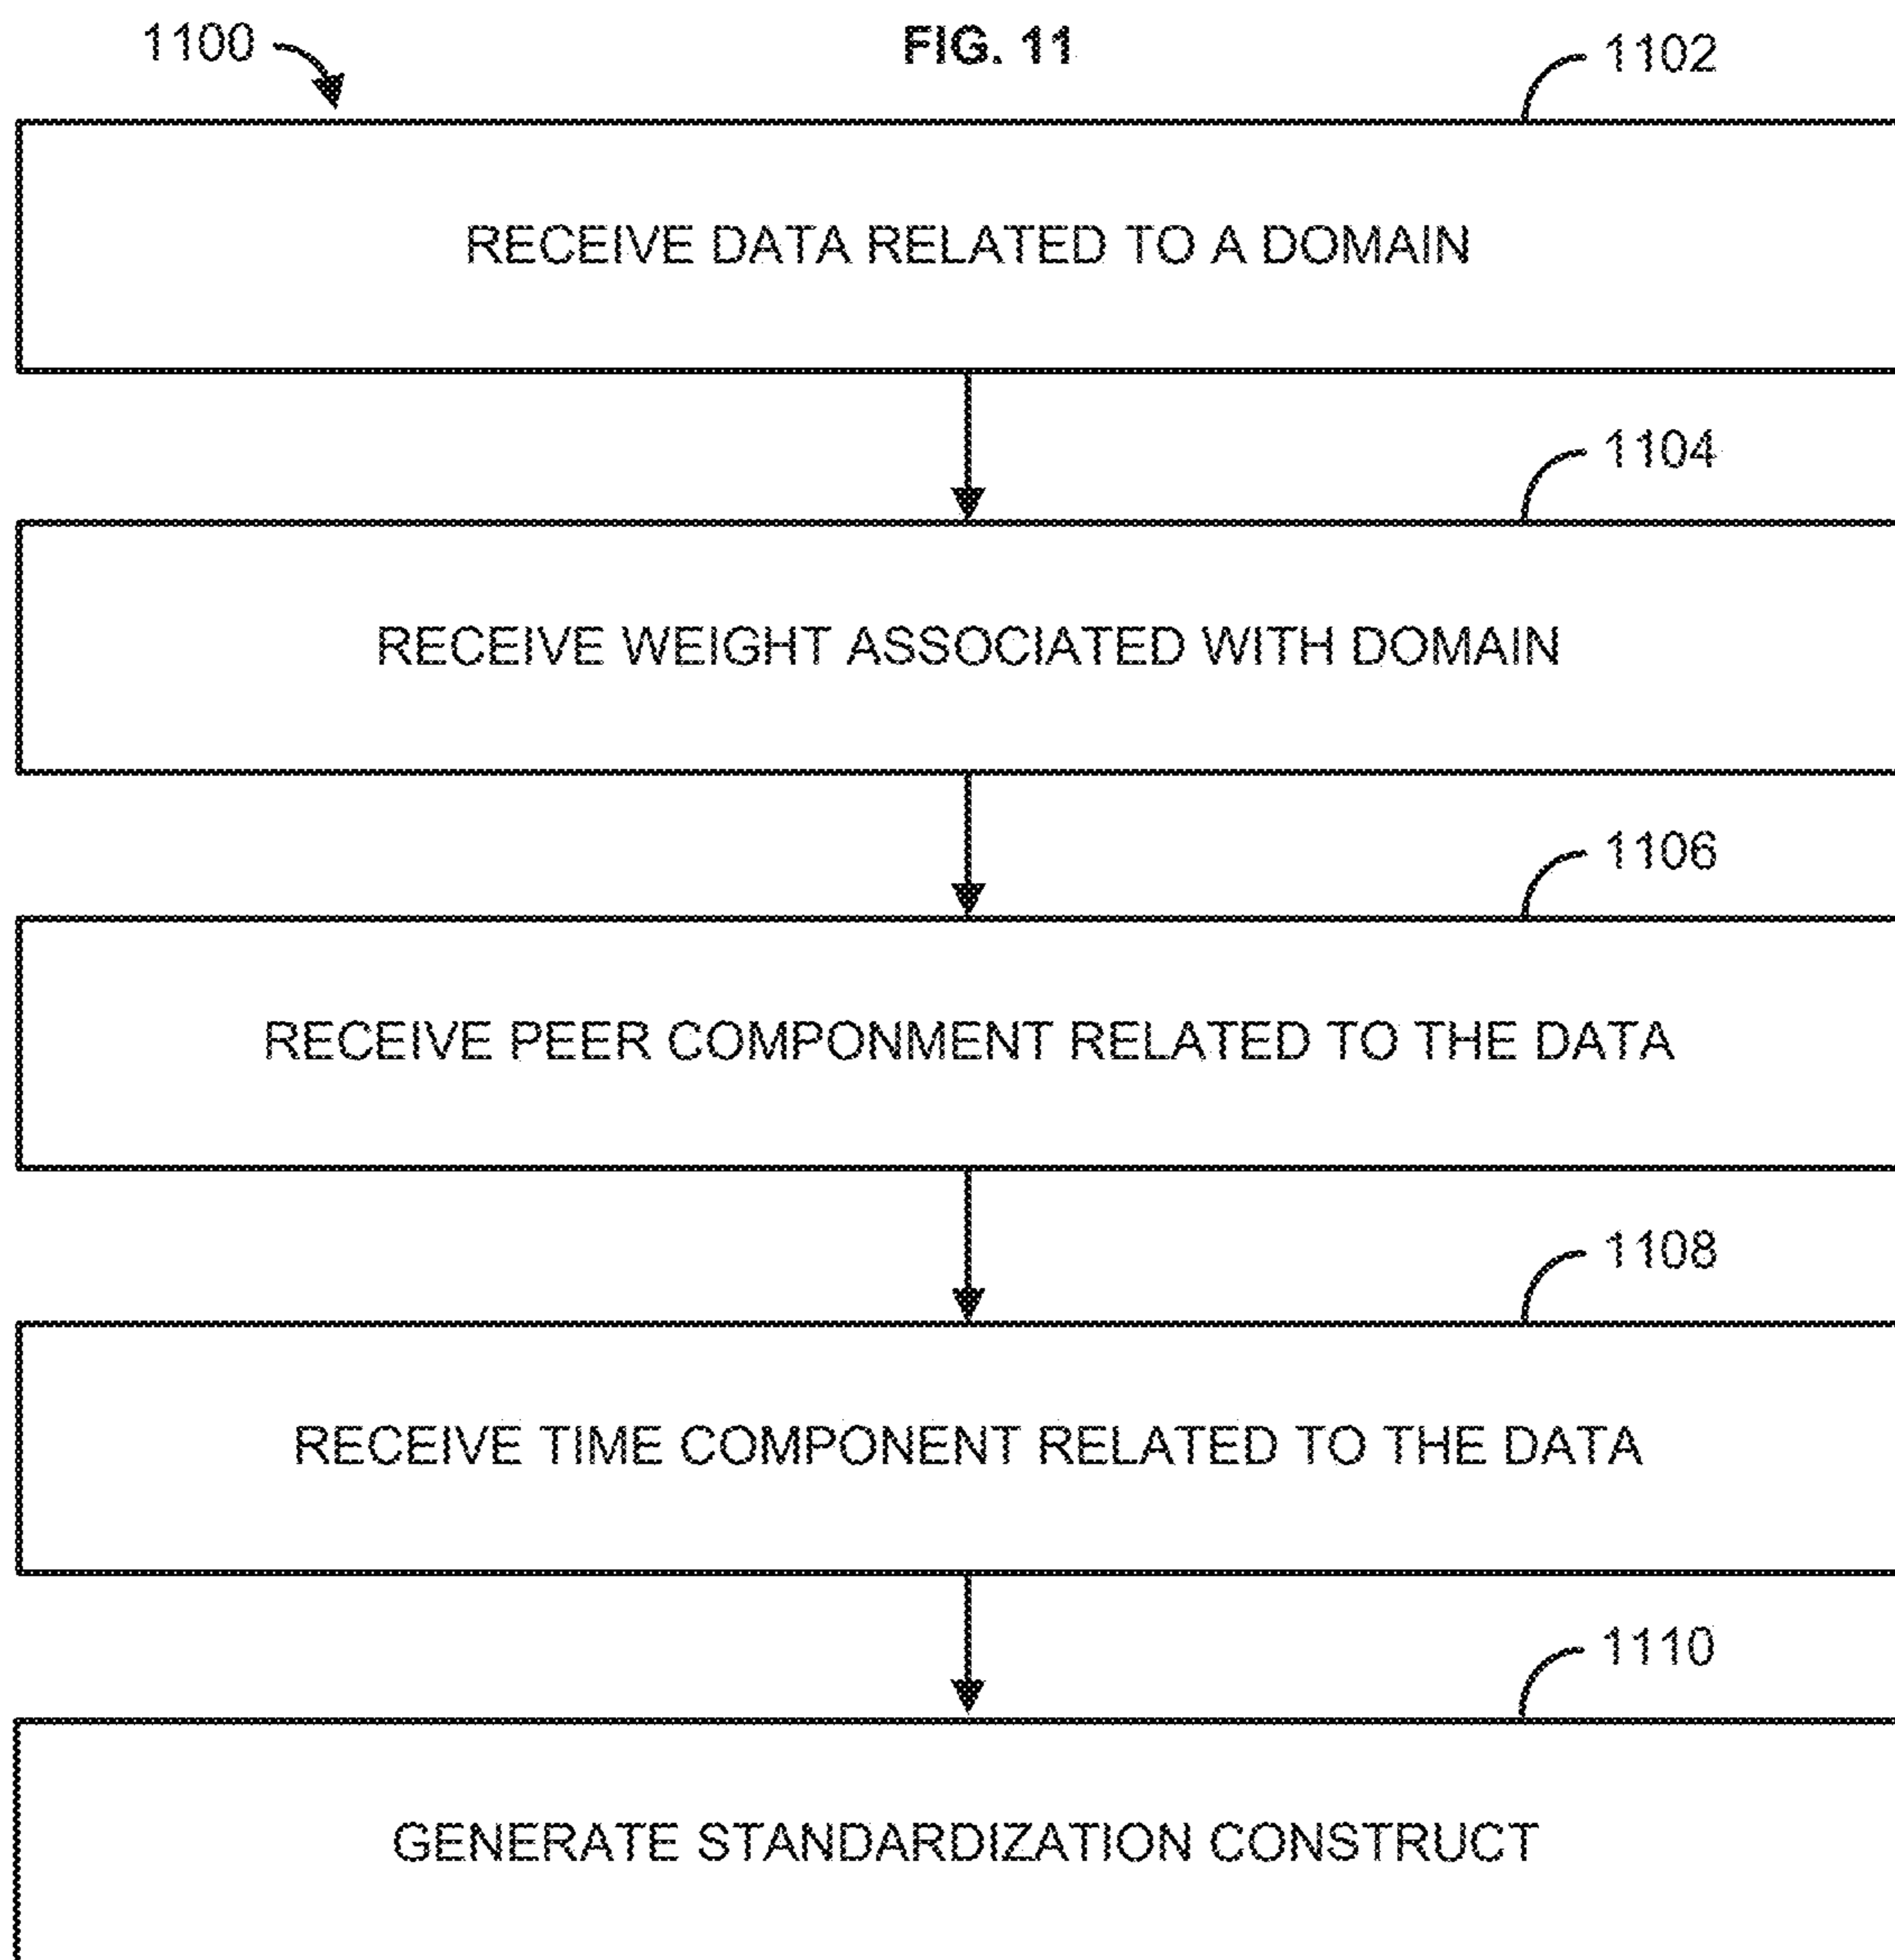 1100
FIG. 11
1102
RECEIVE DATA RELATED TO A DOMAIN
1104
RECEIVE WEIGHT ASSOCIATED WITH DOMAIN
1106
RECEIVE PEER COMPONMENT RELATED TO THE DATA
1108
RECEIVE TIME COMPONENT RELATED TO THE DATA
1110
GENERATE STANDARDIZATION CONSTRUCT